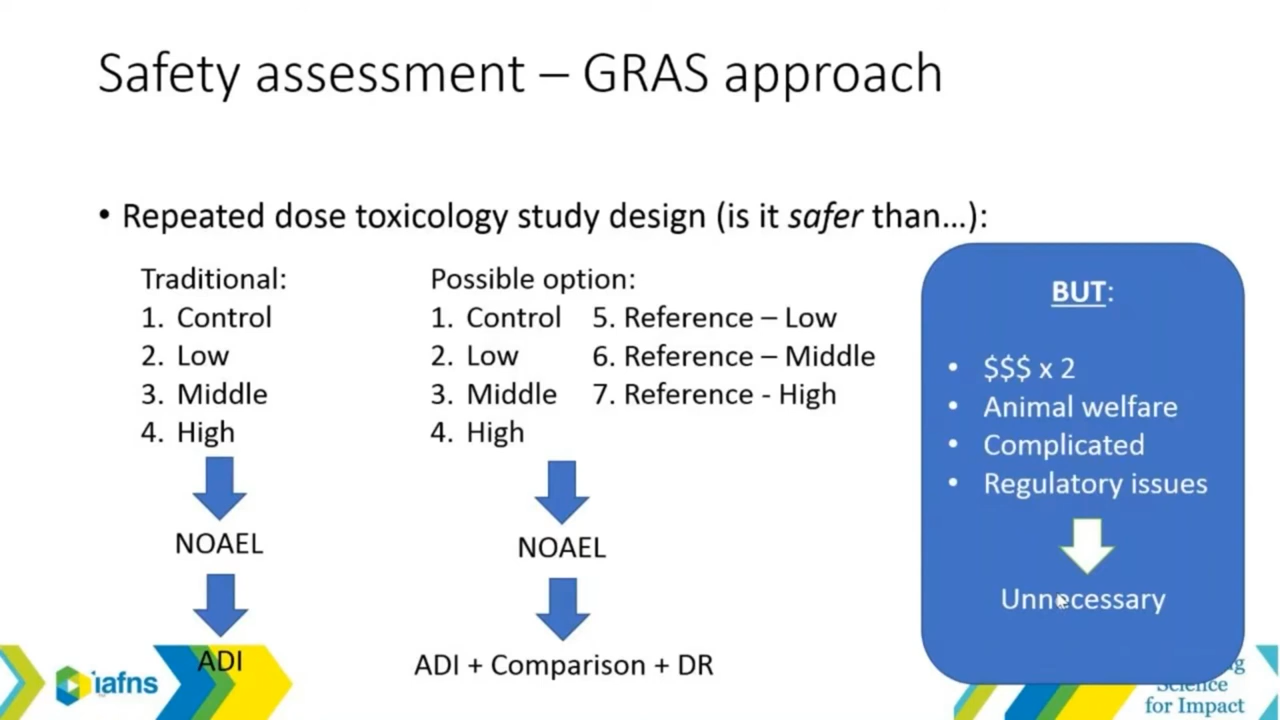 Safety assessment – GRAS approach
• Repeated dose toxicology study design (is it safer than…):
Traditional:
1. Control
2. Low
3. Middle
4. High
NOAEL
ADI
Possible option:
1. Control
2. Low
3. Middle
4. High
5. Reference – Low
6. Reference – Middle
7. Reference - High
NOAEL
ADI + Comparison + DR
BUT:
• $$$ x 2
• Animal welfare
• Complicated
• Regulatory issues
Unnecessary
iafns
Science
for Impact